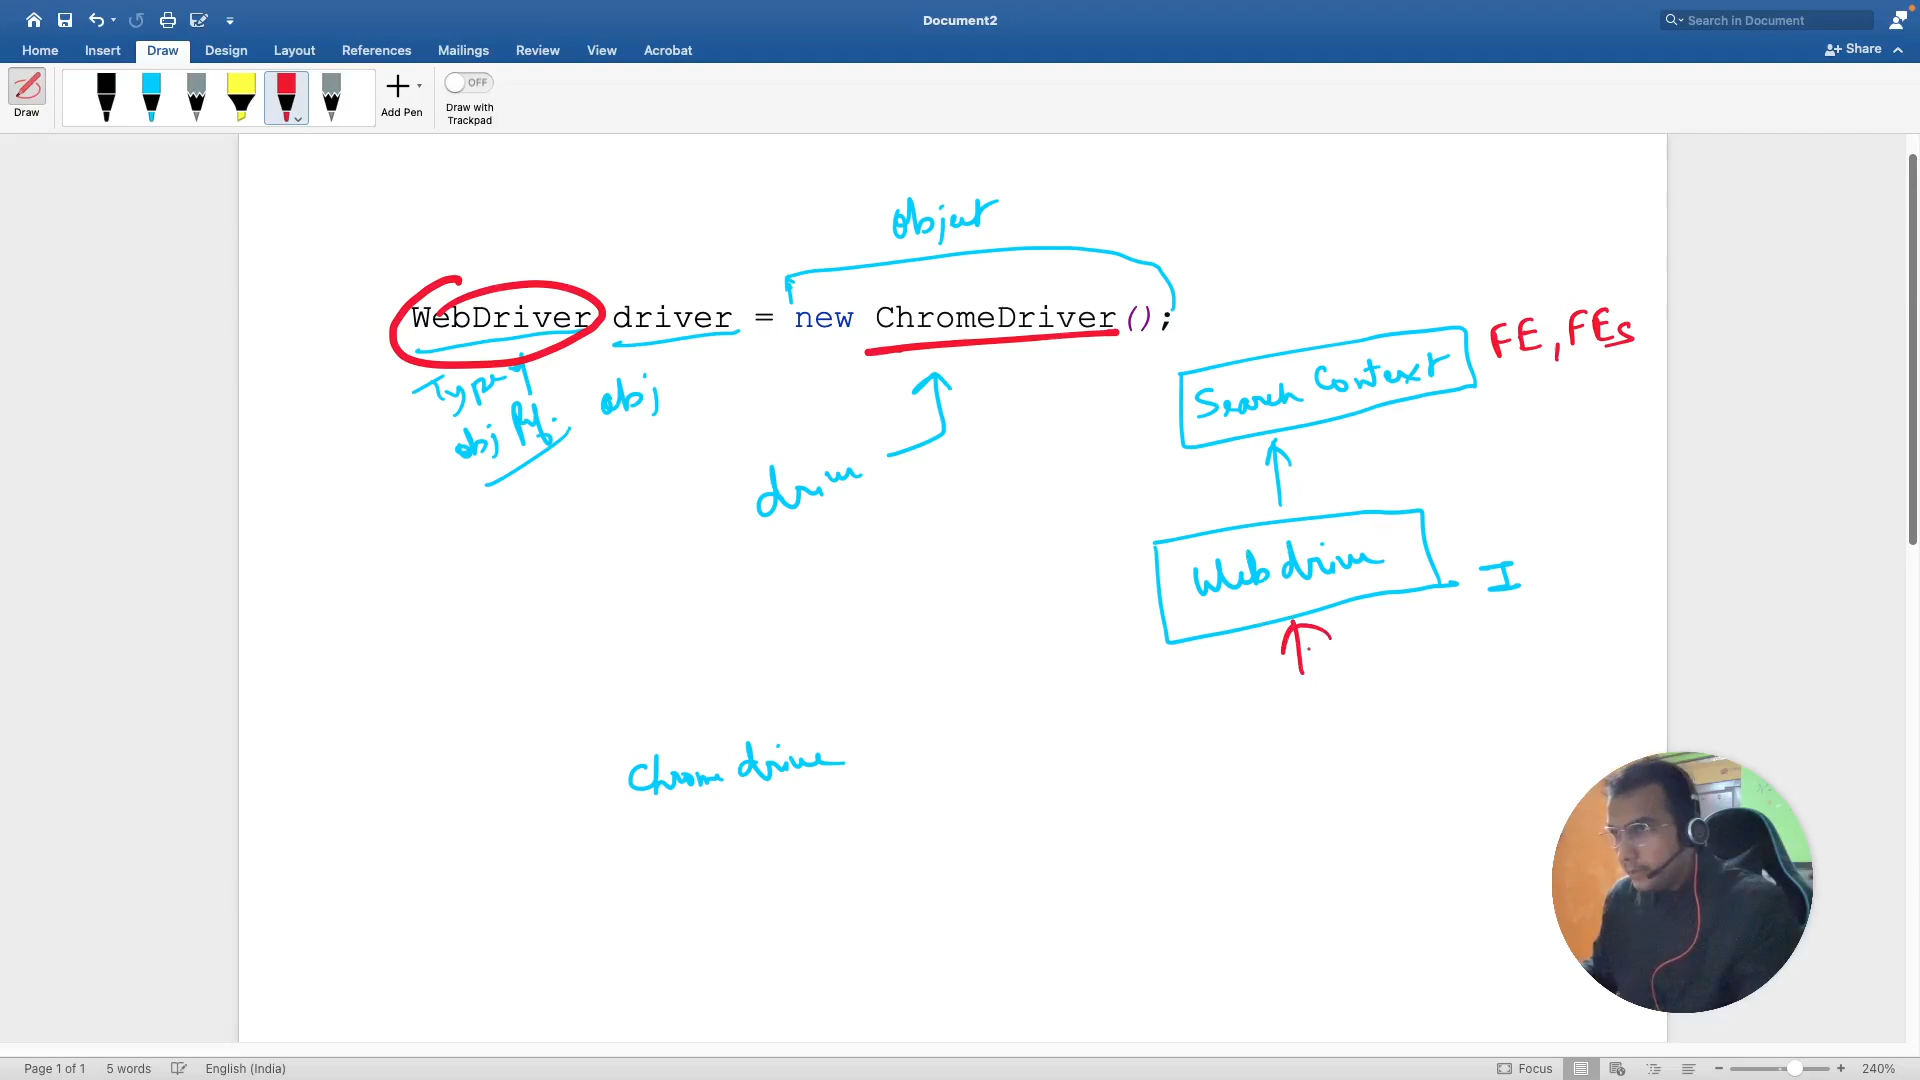 Document2
Search in Document
Home Insert Draw Design Layout References Mailings Review View Acrobat
Share
Draw
Add Pen
OFF
Draw with Trackpad
Object
WebDriver driver = new ChromeDriver();
FE, FEs
Search Context
Type
obj Rf.
obj
driver
Web driver
I
Chrome driver
Page 1 of 1 5 words English (India)
Focus
240%